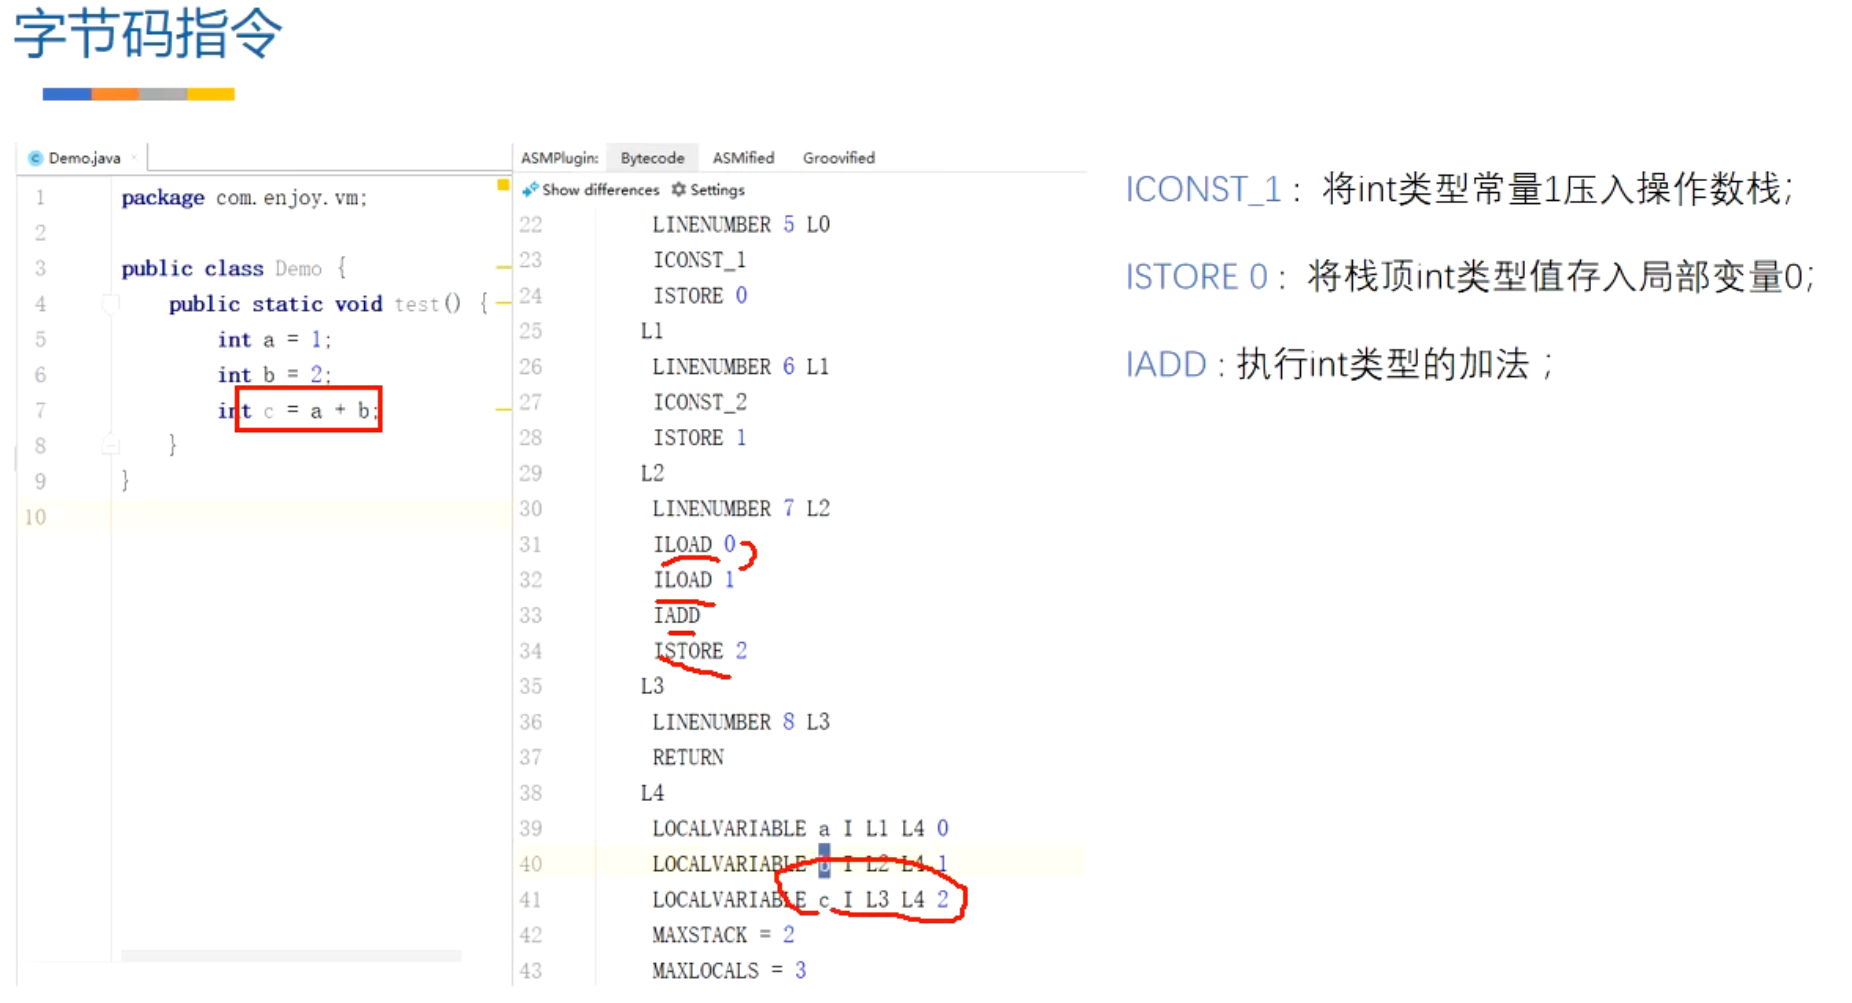 字节码指令
Demo.java
1 package com.enjoy.vm;
2
3 public class Demo {
4 public static void test() {
5 int a = 1;
6 int b = 2;
7 int c = a + b;
8 }
9 }
10
ASMPlugin: Bytecode ASMified Groovified
Show differences Settings
22 LINENUMBER 5 L0
23 ICONST_1
24 ISTORE 0
25 L1
26 LINENUMBER 6 L1
27 ICONST_2
28 ISTORE 1
29 L2
30 LINENUMBER 7 L2
31 ILOAD 0
32 ILOAD 1
33 IADD
34 ISTORE 2
35 L3
36 LINENUMBER 8 L3
37 RETURN
38 L4
39 LOCALVARIABLE a I L1 L4 0
40 LOCALVARIABLE b I L2 L4 1
41 LOCALVARIABLE c I L3 L4 2
42 MAXSTACK = 2
43 MAXLOCALS = 3
ICONST_1 : 将int类型常量1压入操作数栈;
ISTORE 0 : 将栈顶int类型值存入局部变量0;
IADD : 执行int类型的加法 ;